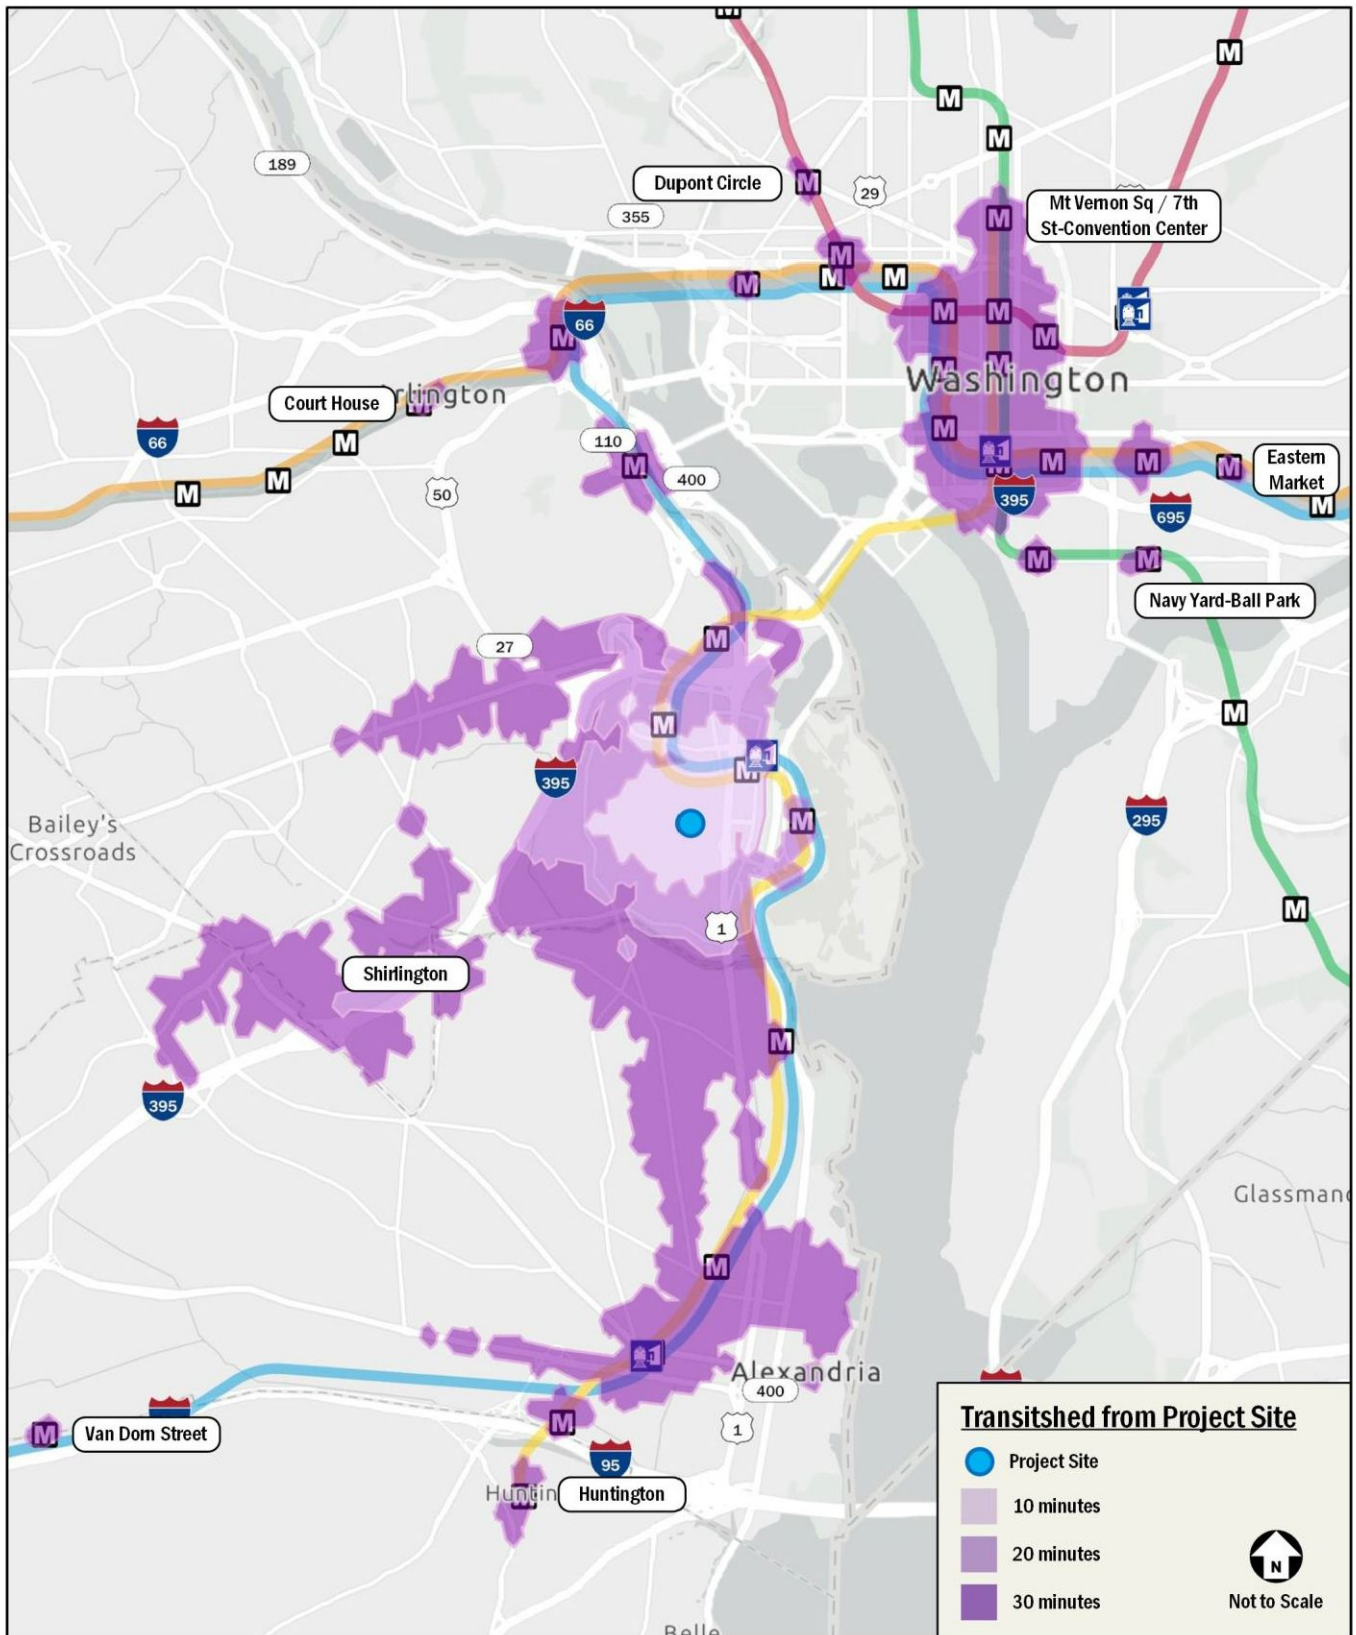 M
M
M
M
189
Dupont Circle
M
29
355
M
Mt Vernon Sq / 7th
St-Convention Center
M
M
M
M
M
66
M
M
M
M
M
Washington
Court House
rlington
M
66
M
110
M
M
M
M
M
M
Eastern
Market
M
M
50
400
395
695
M
M
M
Navy Yard-Ball Park
27
M
M
M
395
M
M
295
Bailey's
Crossroads
M
1
Shirlington
M
395
Glassman
M
Alexandria
400
M
Van Dorn Street
M
1
95
Huntin
Huntington
Belle
Transitshed from Project Site
Project Site
10 minutes
20 minutes
30 minutes
N
Not to Scale